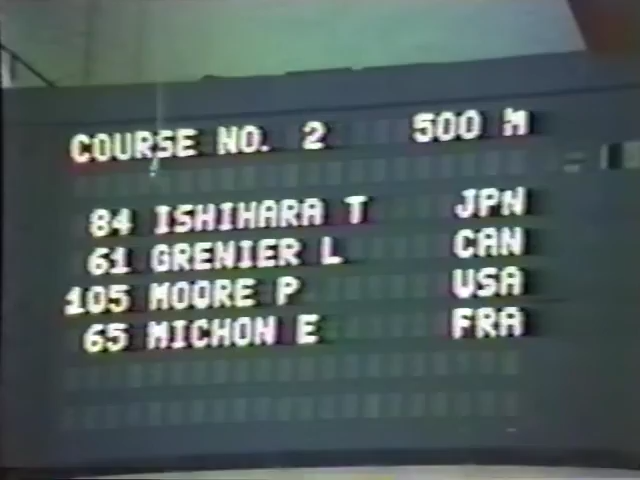 COURSE NO. 2 500 M
84 ISHIHARA T JPN
61 GRENIER L CAN
105 MOORE P USA
65 MICHON E FRA